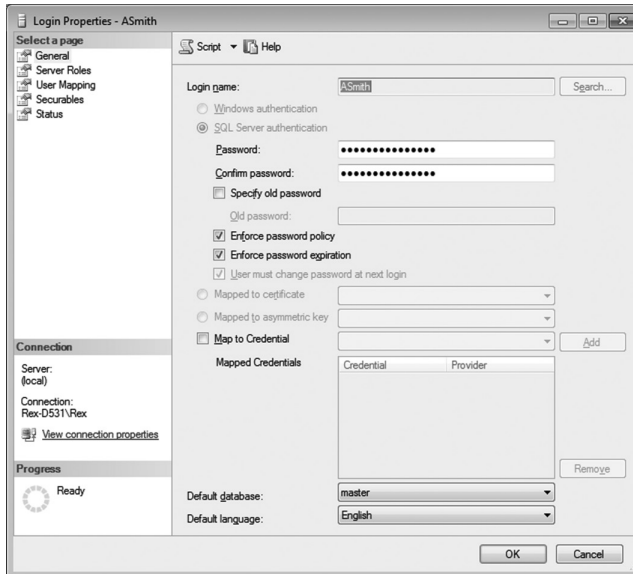 Login Properties - ASmith
Select a page
General
Server Roles
User Mapping
Securables
Status
Connection
Server:
(local)
Connection:
Rex-D531\Rex
View connection properties
Progress
Ready
Script Help
Login name: ASmith Search...
Windows authentication
SQL Server authentication
Password: •••••••••••••••
Confirm password: •••••••••••••••
Specify old password
Old password:
Enforce password policy
Enforce password expiration
User must change password at next login
Mapped to certificate
Mapped to asymmetric key
Map to Credential Add
Mapped Credentials Credential Provider
Remove
Default database: master
Default language: English
OK Cancel